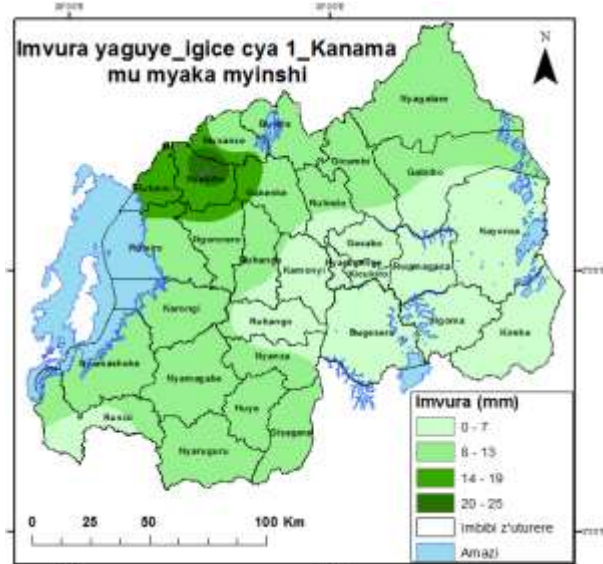 Imvura yaguye_igice cya 1_Kanama
mu myaka myinshi
N
Nyagatare
Burera
Musanze
Gicumbi
Gatsibo
Gakenke
Rulindo
Rubavu
Ngororero
Rutsiro
Muhanga
Kamonyi
Gasabo
Kicukiro
Rwamagana
Kayonza
Karongi
Ruhango
Bugesera
Ngoma
Kirehe
Nyanza
Nyamasheke
Nyamagabe
Huye
Rusizi
Gisagara
Nyaruguru
Imvura (mm)
0 - 7
8 - 13
14 - 19
20 - 25
Imbibi z'uturere
Amazi
0 25 50 100 Km